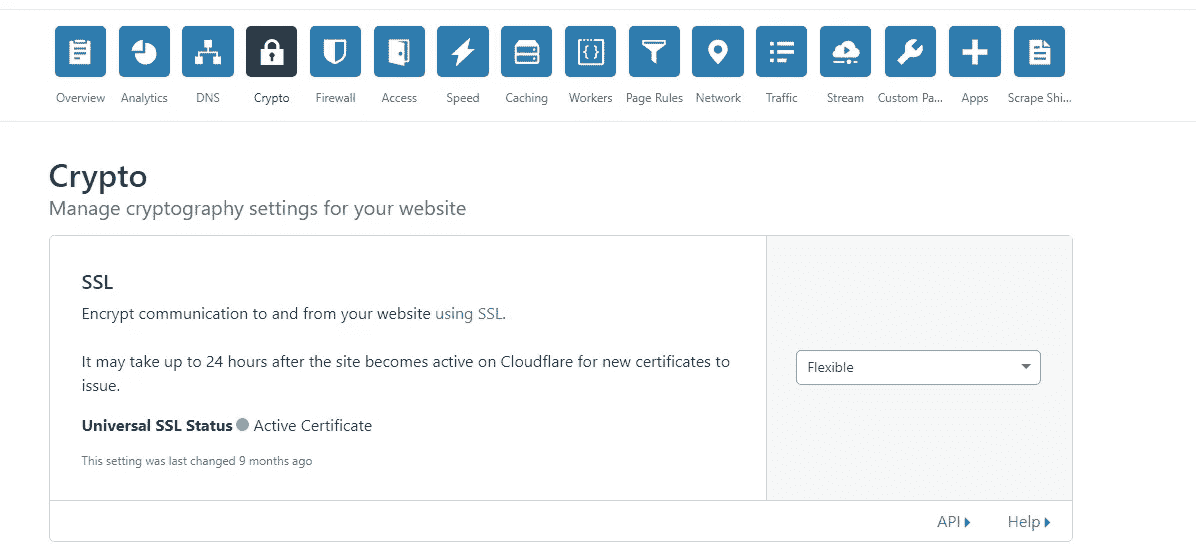 Overview Analytics DNS Crypto Firewall Access Speed Caching Workers Page Rules Network Traffic Stream Custom Pa... Apps Scrape Shi...
Crypto
Manage cryptography settings for your website
SSL
Encrypt communication to and from your website using SSL.
It may take up to 24 hours after the site becomes active on Cloudflare for new certificates to
issue.
Flexible
Universal SSL Status Active Certificate
This setting was last changed 9 months ago
API Help